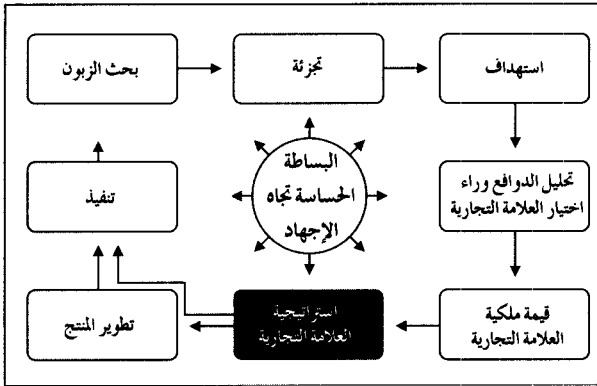 بحث الزبون
تجزئة
استهداف
تنفيذ
البساطة
الحساسة تجاه
الإجهاد
تحليل الدوافع وراء
اختيار العلامة التجارية
تطوير المنتج
استراتيجية
العلامة التجارية
قيمة ملكية
العلامة التجارية